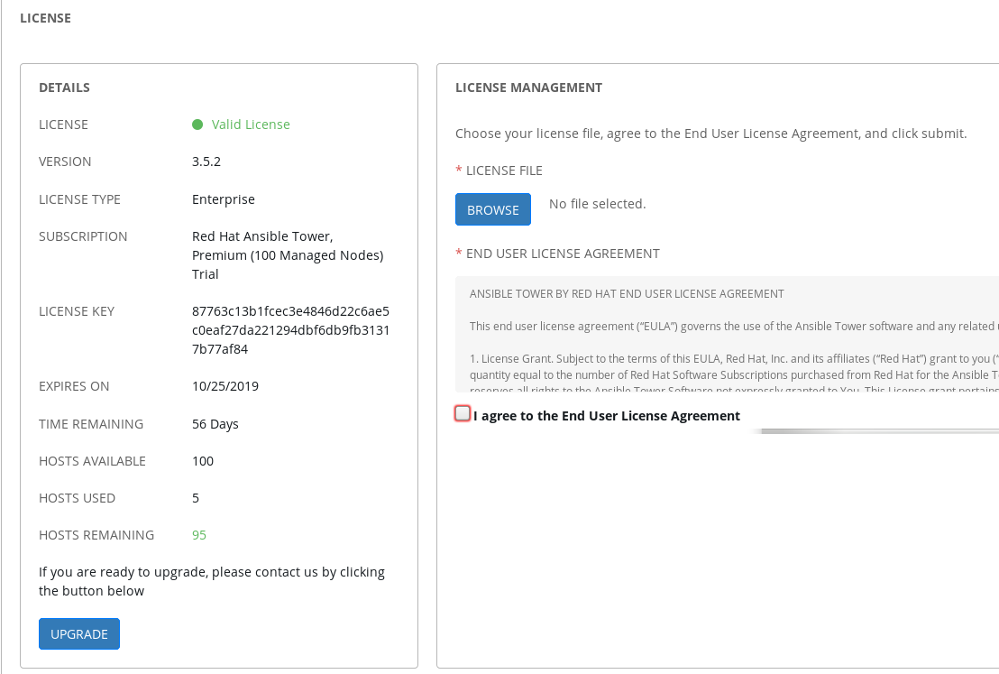 LICENSE
DETAILS
LICENSE Valid License
VERSION 3.5.2
LICENSE TYPE Enterprise
SUBSCRIPTION Red Hat Ansible Tower,
Premium (100 Managed Nodes)
Trial
LICENSE KEY 87763c13b1fcec3e4846d22c6ae5
c0eaf27da221294dbf6db9fb3131
7b77af84
EXPIRES ON 10/25/2019
TIME REMAINING 56 Days
HOSTS AVAILABLE 100
HOSTS USED 5
HOSTS REMAINING 95
If you are ready to upgrade, please contact us by clicking
the button below
UPGRADE
LICENSE MANAGEMENT
Choose your license file, agree to the End User License Agreement, and click submit.
* LICENSE FILE
BROWSE No file selected.
* END USER LICENSE AGREEMENT
ANSIBLE TOWER BY RED HAT END USER LICENSE AGREEMENT
This end user license agreement (“EULA”) governs the use of the Ansible Tower software and any related
1. License Grant. Subject to the terms of this EULA, Red Hat, Inc. and its affiliates (“Red Hat”) grant to you (“
quantity equal to the number of Red Hat Software Subscriptions purchased from Red Hat for the Ansible
reserves all rights to the Ansible Tower Software not expressly granted to You. This License grant pertains
I agree to the End User License Agreement